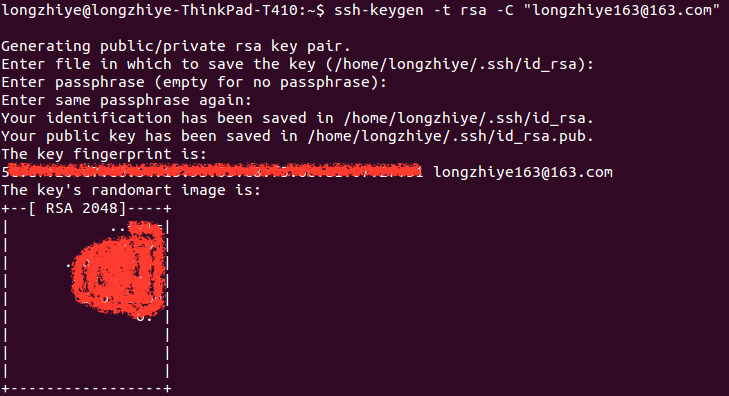 longzhiye@longzhiye-ThinkPad-T410:~$ ssh-keygen -t rsa -C "longzhiye163@163.com"
Generating public/private rsa key pair.
Enter file in which to save the key (/home/longzhiye/.ssh/id_rsa):
Enter passphrase (empty for no passphrase):
Enter same passphrase again:
Your identification has been saved in /home/longzhiye/.ssh/id_rsa.
Your public key has been saved in /home/longzhiye/.ssh/id_rsa.pub.
The key fingerprint is:
longzhiye163@163.com
The key's randomart image is:
+--[ RSA 2048]----+
|                 |
|                 |
|                 |
|                 |
|                 |
|                 |
|                 |
|                 |
|                 |
+-----------------+